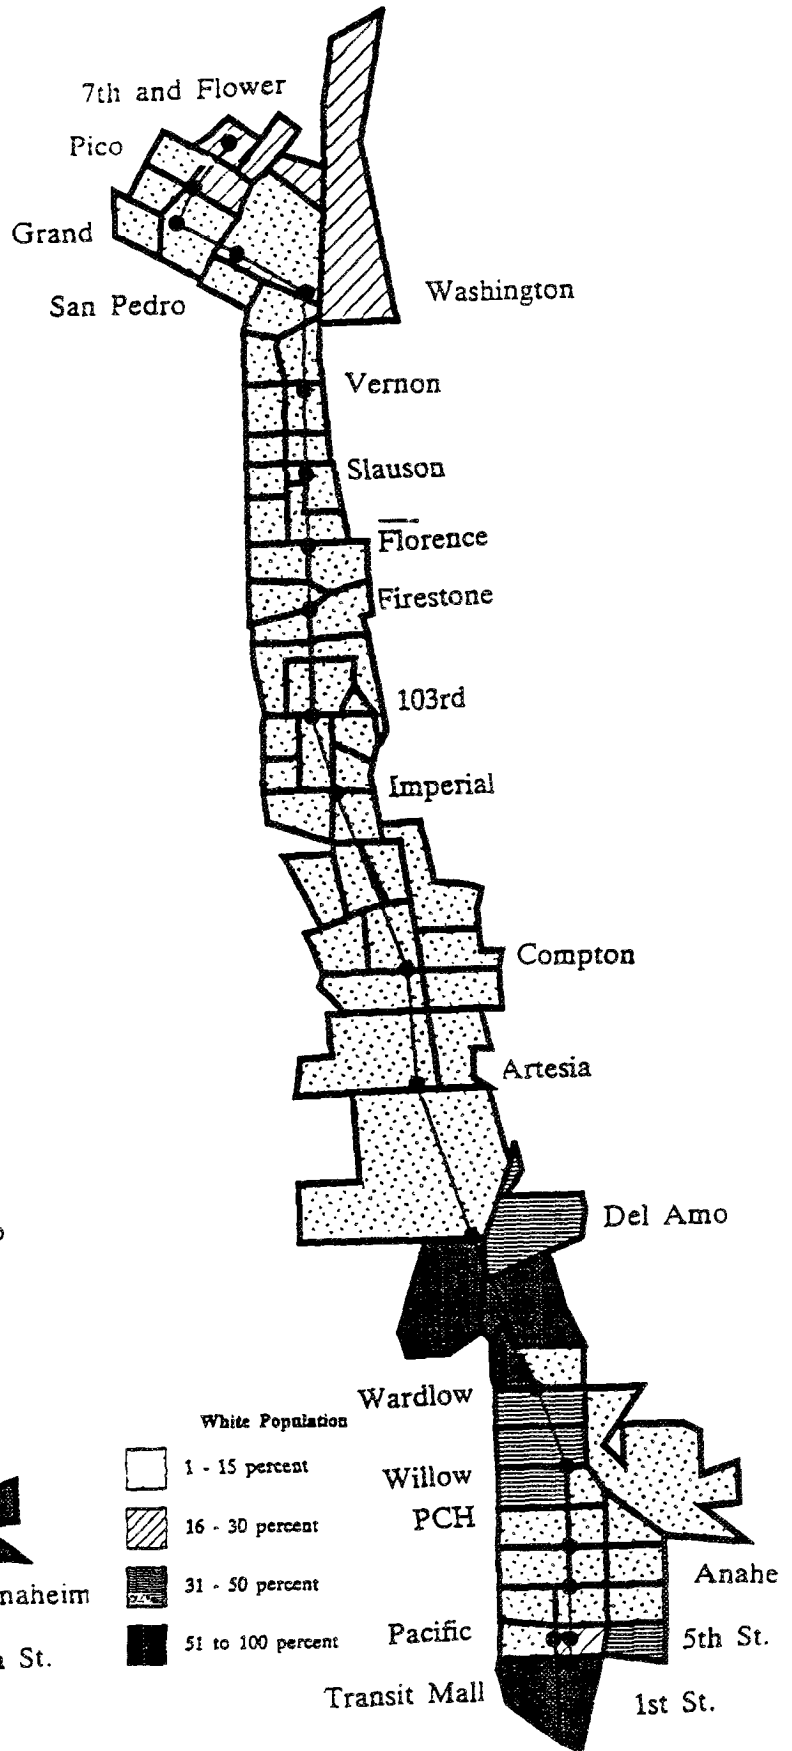 7th and Flower
Pico
Grand
San Pedro
Washington
Vernon
Slauson
Florence
Firestone
103rd
Imperial
Compton
Artesia
Del Amo
Wardlow
White Population
1 - 15 percent
Willow
16 - 30 percent
PCH
31 - 50 percent
Anahe
naheim
51 to 100 percent
Pacific
5th St.
St.
Transit Mall
1st St.